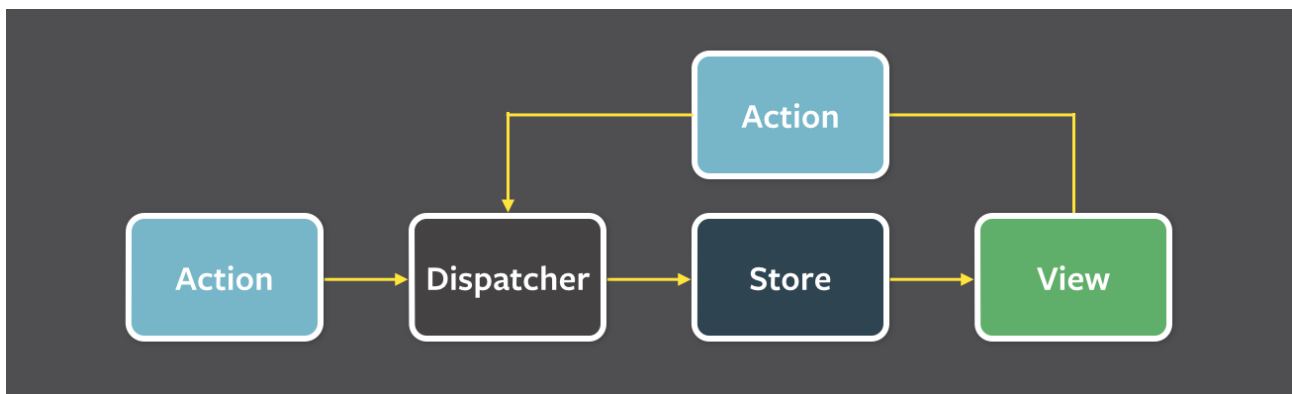 Action
Action
Dispatcher
Store
View